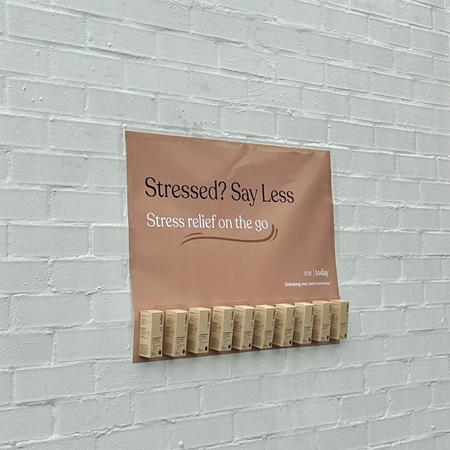 Stressed? Say Less
Stress relief on the go
me | today
Unlocking your best tomorrow